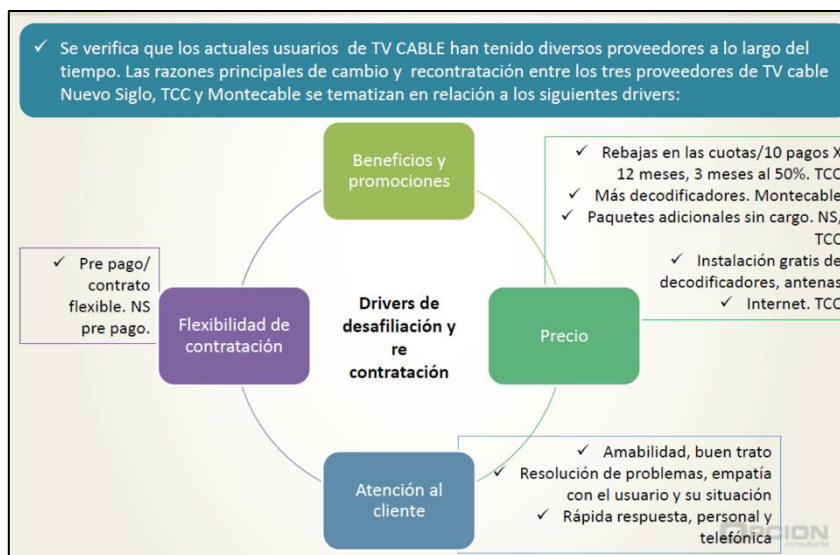 ✓ Se verifica que los actuales usuarios de TV CABLE han tenido diversos proveedores a lo largo del
tiempo. Las razones principales de cambio y recontratación entre los tres proveedores de TV cable
Nuevo Siglo, TCC y Montecable se tematizan en relación a los siguientes drivers:
Beneficios y
promociones
✓ Rebajas en las cuotas/10 pagos X
12 meses, 3 meses al 50%. TCC
✓ Más decodificadores. Montecable
✓ Paquetes adicionales sin cargo. NS,
TCC
✓ Instalación gratis de
decodificadores, antenas
✓ Internet. TCC
✓ Pre pago/
contrato
flexible. NS
pre pago.
Flexibilidad de
contratación
Drivers de
desafiliación y
re
contratación
Precio
Atención al
cliente
✓ Amabilidad, buen trato
✓ Resolución de problemas, empatía
con el usuario y su situación
✓ Rápida respuesta, personal y
telefónica
OPCION